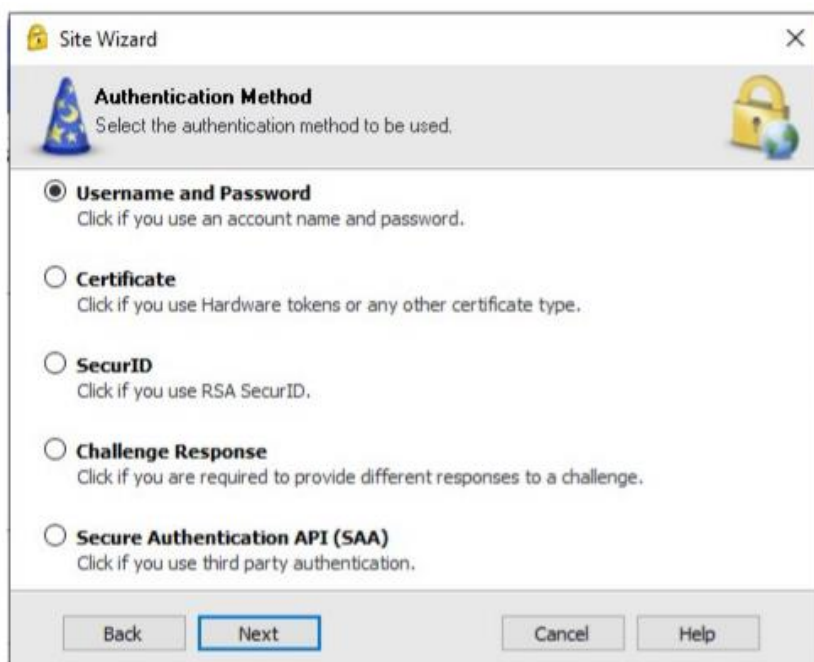 Site Wizard
Authentication Method
Select the authentication method to be used.
Username and Password
Click if you use an account name and password.
Certificate
Click if you use Hardware tokens or any other certificate type.
SecurID
Click if you use RSA SecurID.
Challenge Response
Click if you are required to provide different responses to a challenge.
Secure Authentication API (SAA)
Click if you use third party authentication.
Back Next Cancel Help